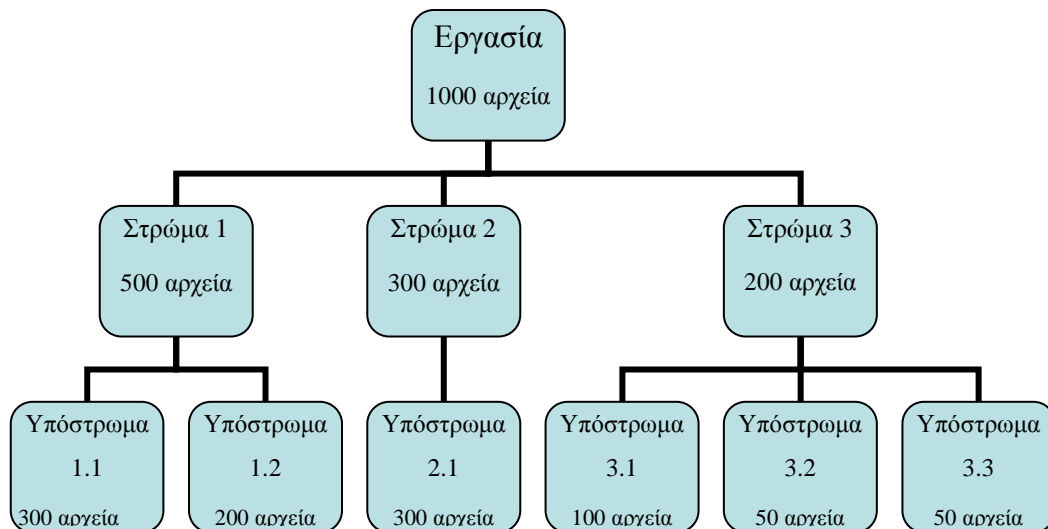 Εργασία
1000 αρχεία
Στρώμα 1
500 αρχεία
Στρώμα 2
300 αρχεία
Στρώμα 3
200 αρχεία
Υπόστρωμα
1.1
300 αρχεία
Υπόστρωμα
1.2
200 αρχεία
Υπόστρωμα
2.1
300 αρχεία
Υπόστρωμα
3.1
100 αρχεία
Υπόστρωμα
3.2
50 αρχεία
Υπόστρωμα
3.3
50 αρχεία